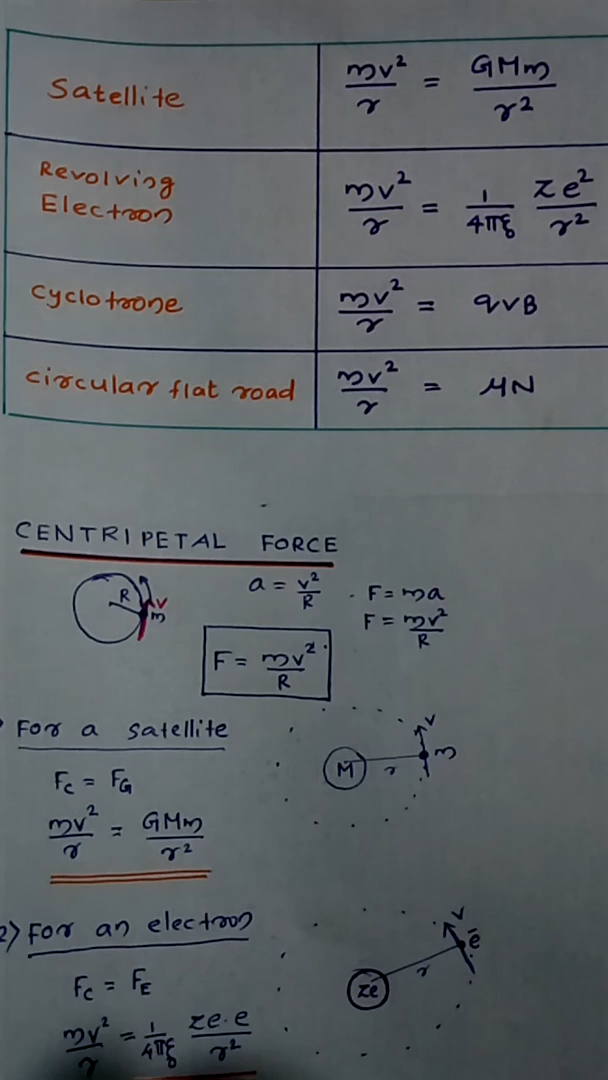 Satellite mv²/r = GMm/r²
Revolving
Electron mv²/r = 1/4πε₀ Ze²/r²
Cyclotrone mv²/r = qvB
circular flat road mv²/r = μN
CENTRIPETAL FORCE
R v m
a = v²/R . F = ma
F = mv²/R
F = mv²/R
For a satellite
M r m v
Fc = FG
mv²/r = GMm/r²
2) For an electron
ze r v ē
Fc = FE
mv²/r = 1/4πε₀ ze.e/r²